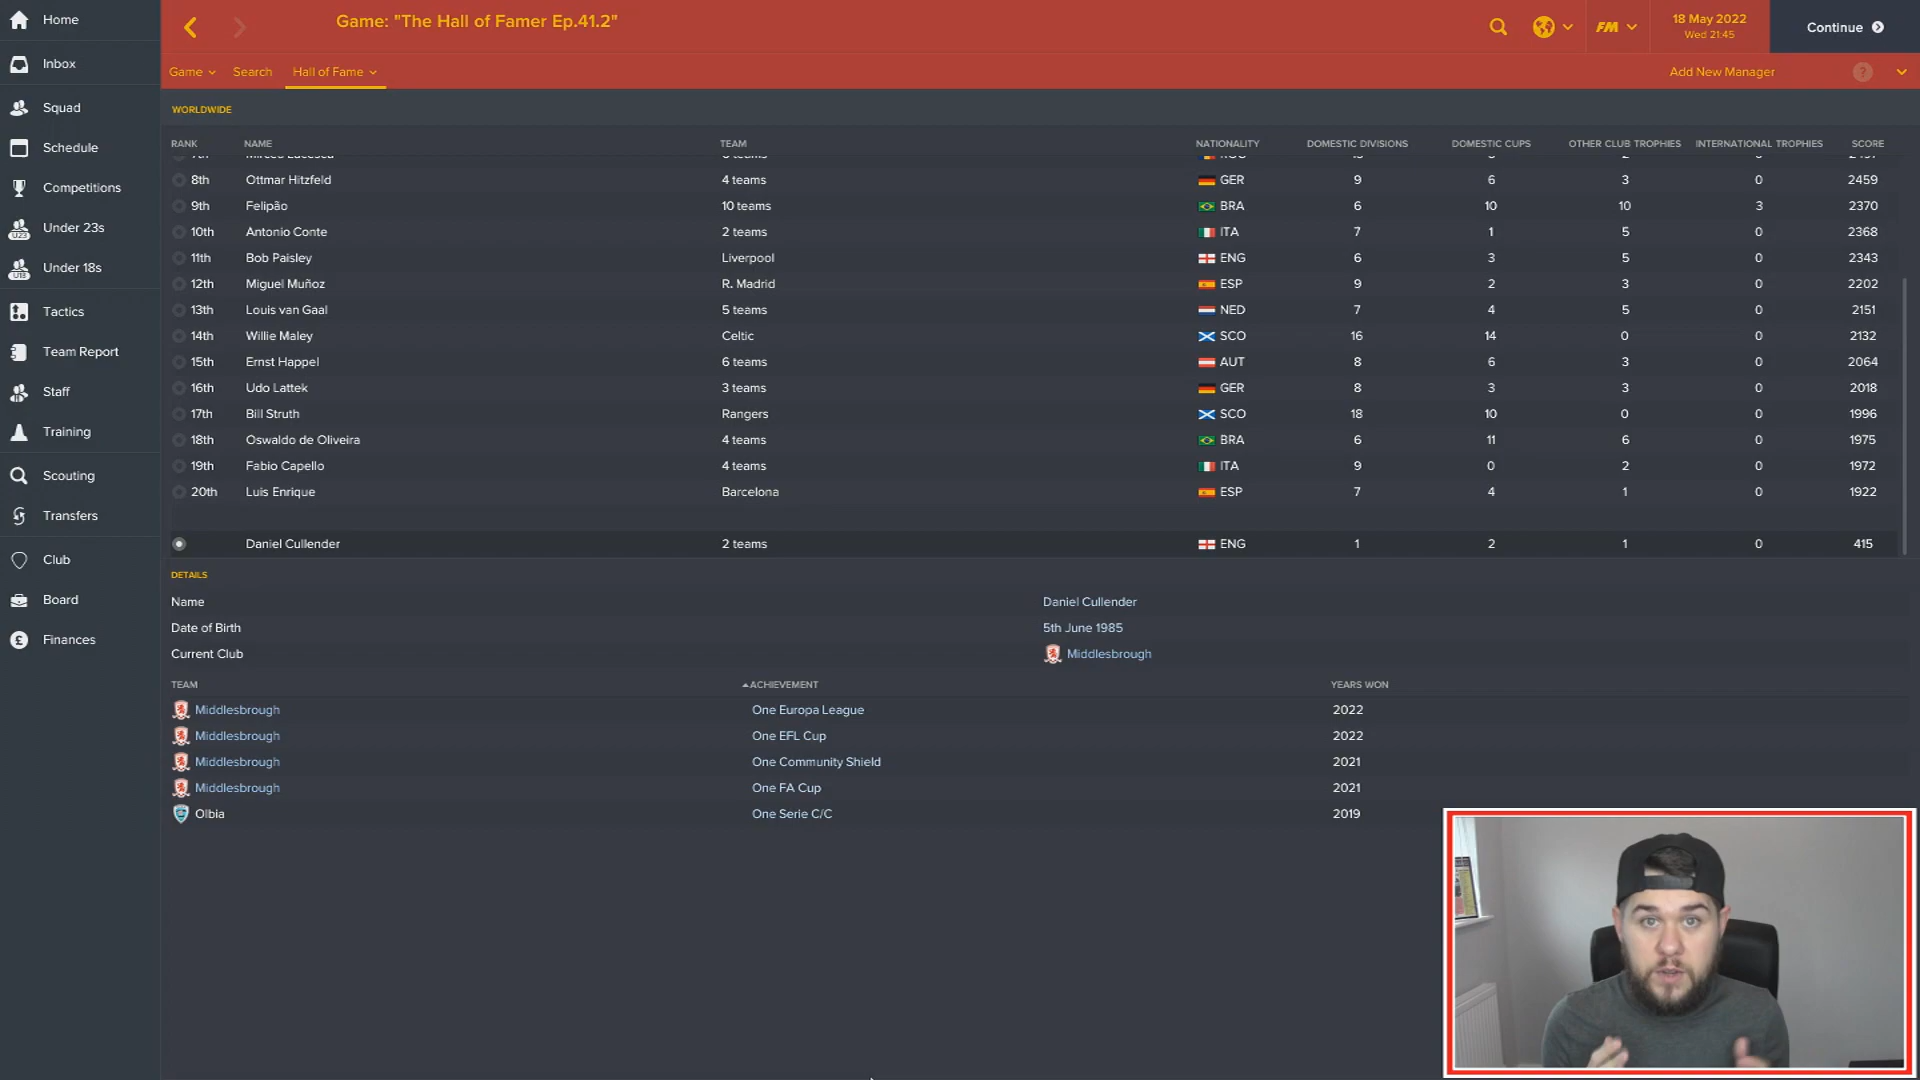 Home
Inbox
Squad
Schedule
Competitions
Under 23s
Under 18s
Tactics
Team Report
Staff
Training
Scouting
Transfers
Club
Board
Finances
Game: "The Hall of Famer Ep.41.2"
FM
18 May 2022
Wed 21:45
Continue
Game Search Hall of Fame Add New Manager ?
WORLDWIDE
RANK NAME TEAM NATIONALITY DOMESTIC DIVISIONS DOMESTIC CUPS OTHER CLUB TROPHIES INTERNATIONAL TROPHIES SCORE
8th Ottmar Hitzfeld 4 teams GER 9 6 3 0 2459
9th Felipão 10 teams BRA 6 10 10 3 2370
10th Antonio Conte 2 teams ITA 7 1 5 0 2368
11th Bob Paisley Liverpool ENG 6 3 5 0 2343
12th Miguel Muñoz R. Madrid ESP 9 2 3 0 2202
13th Louis van Gaal 5 teams NED 7 4 5 0 2151
14th Willie Maley Celtic SCO 16 14 0 0 2132
15th Ernst Happel 6 teams AUT 8 6 3 0 2064
16th Udo Lattek 3 teams GER 8 3 3 0 2018
17th Bill Struth Rangers SCO 18 10 0 0 1996
18th Oswaldo de Oliveira 4 teams BRA 6 11 6 0 1975
19th Fabio Capello 4 teams ITA 9 0 2 0 1972
20th Luis Enrique Barcelona ESP 7 4 1 0 1922
Daniel Cullender 2 teams ENG 1 2 1 0 415
DETAILS
Name Daniel Cullender
Date of Birth 5th June 1985
Current Club Middlesbrough
TEAM ACHIEVEMENT YEARS WON
Middlesbrough One Europa League 2022
Middlesbrough One EFL Cup 2022
Middlesbrough One Community Shield 2021
Middlesbrough One FA Cup 2021
Olbia One Serie C/C 2019